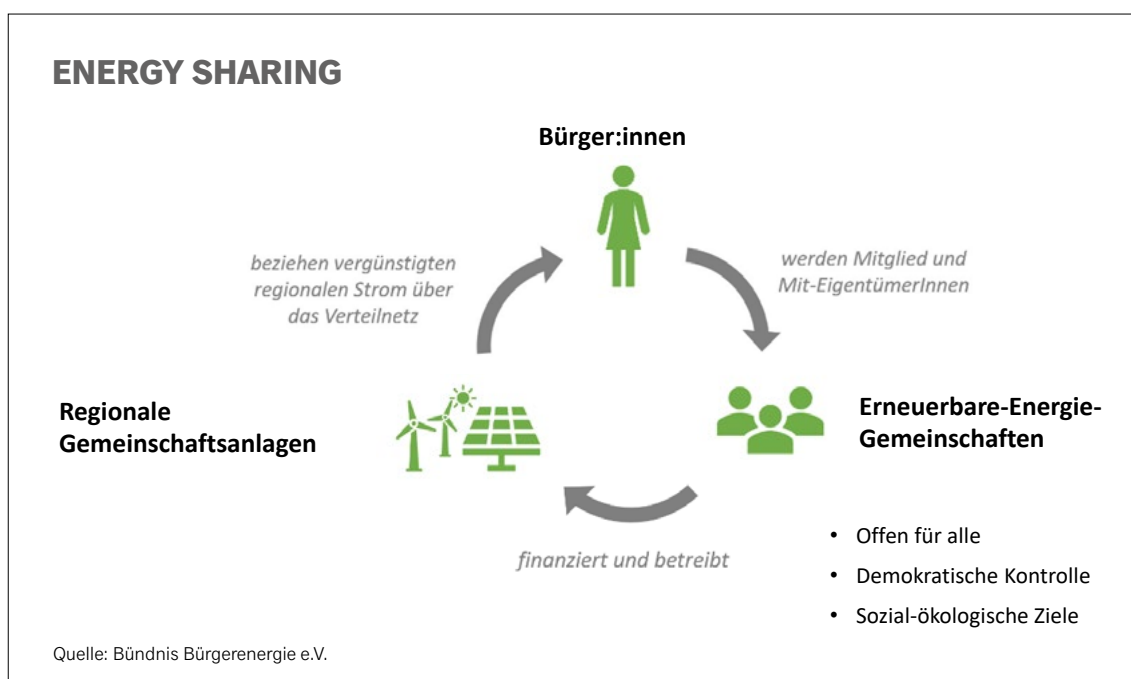 ENERGY SHARING
Bürger:innen
beziehen vergünstigten
regionalen Strom über
das Verteilnetz
werden Mitglied und
Mit-EigentümerInnen
Regionale
Gemeinschaftsanlagen
Erneuerbare-Energie-
Gemeinschaften
finanziert und betreibt
• Offen für alle
• Demokratische Kontrolle
• Sozial-ökologische Ziele
Quelle: Bündnis Bürgerenergie e.V.